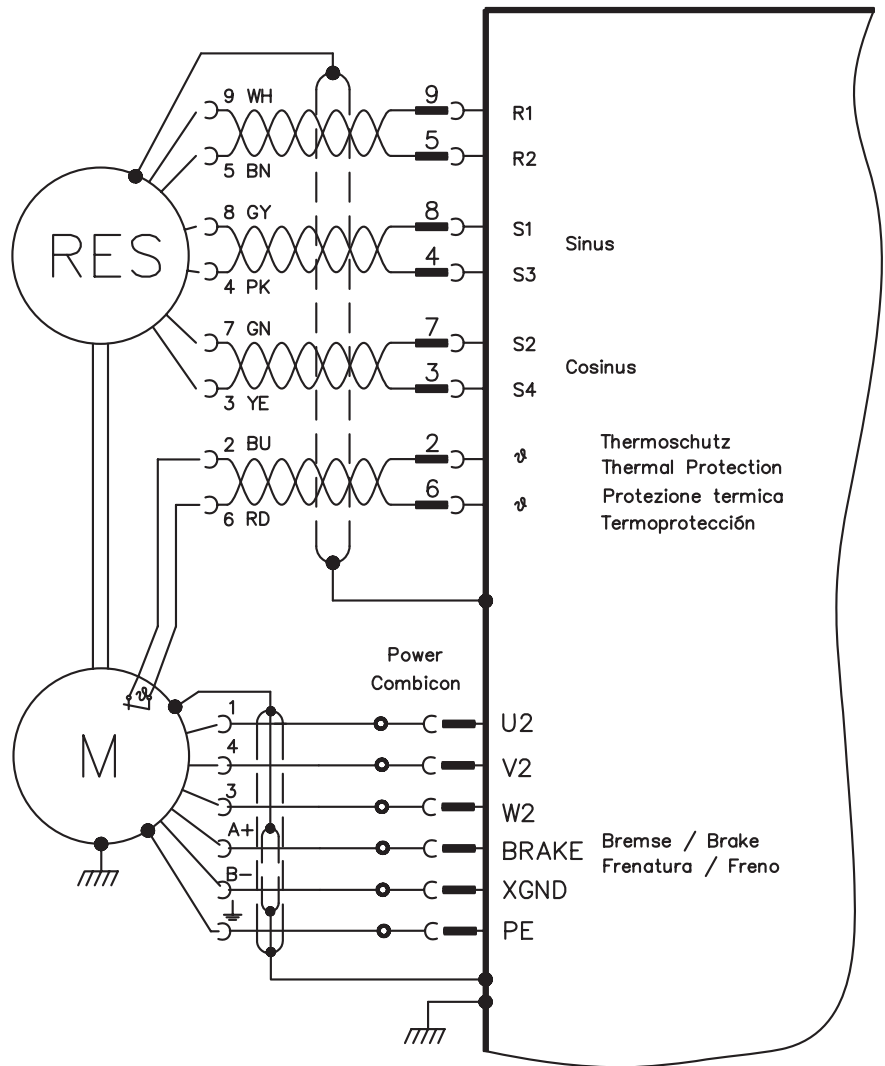 9 WH
9
R1
5
R2
5 BN
8 GY
8
S1
Sinus
RES
4
S3
4 PK
7 GN
7
S2
Cosinus
3
S4
3 YE
2 BU
2
ϑ
Thermoschutz
Thermal Protection
6
ϑ
Protezione termica
6 RD
Termoprotección
Power
Combicon
ϑ
1
U2
4
M
V2
3
W2
A+
BRAKE
Bremse / Brake
Frenatura / Freno
B-
XGND
PE